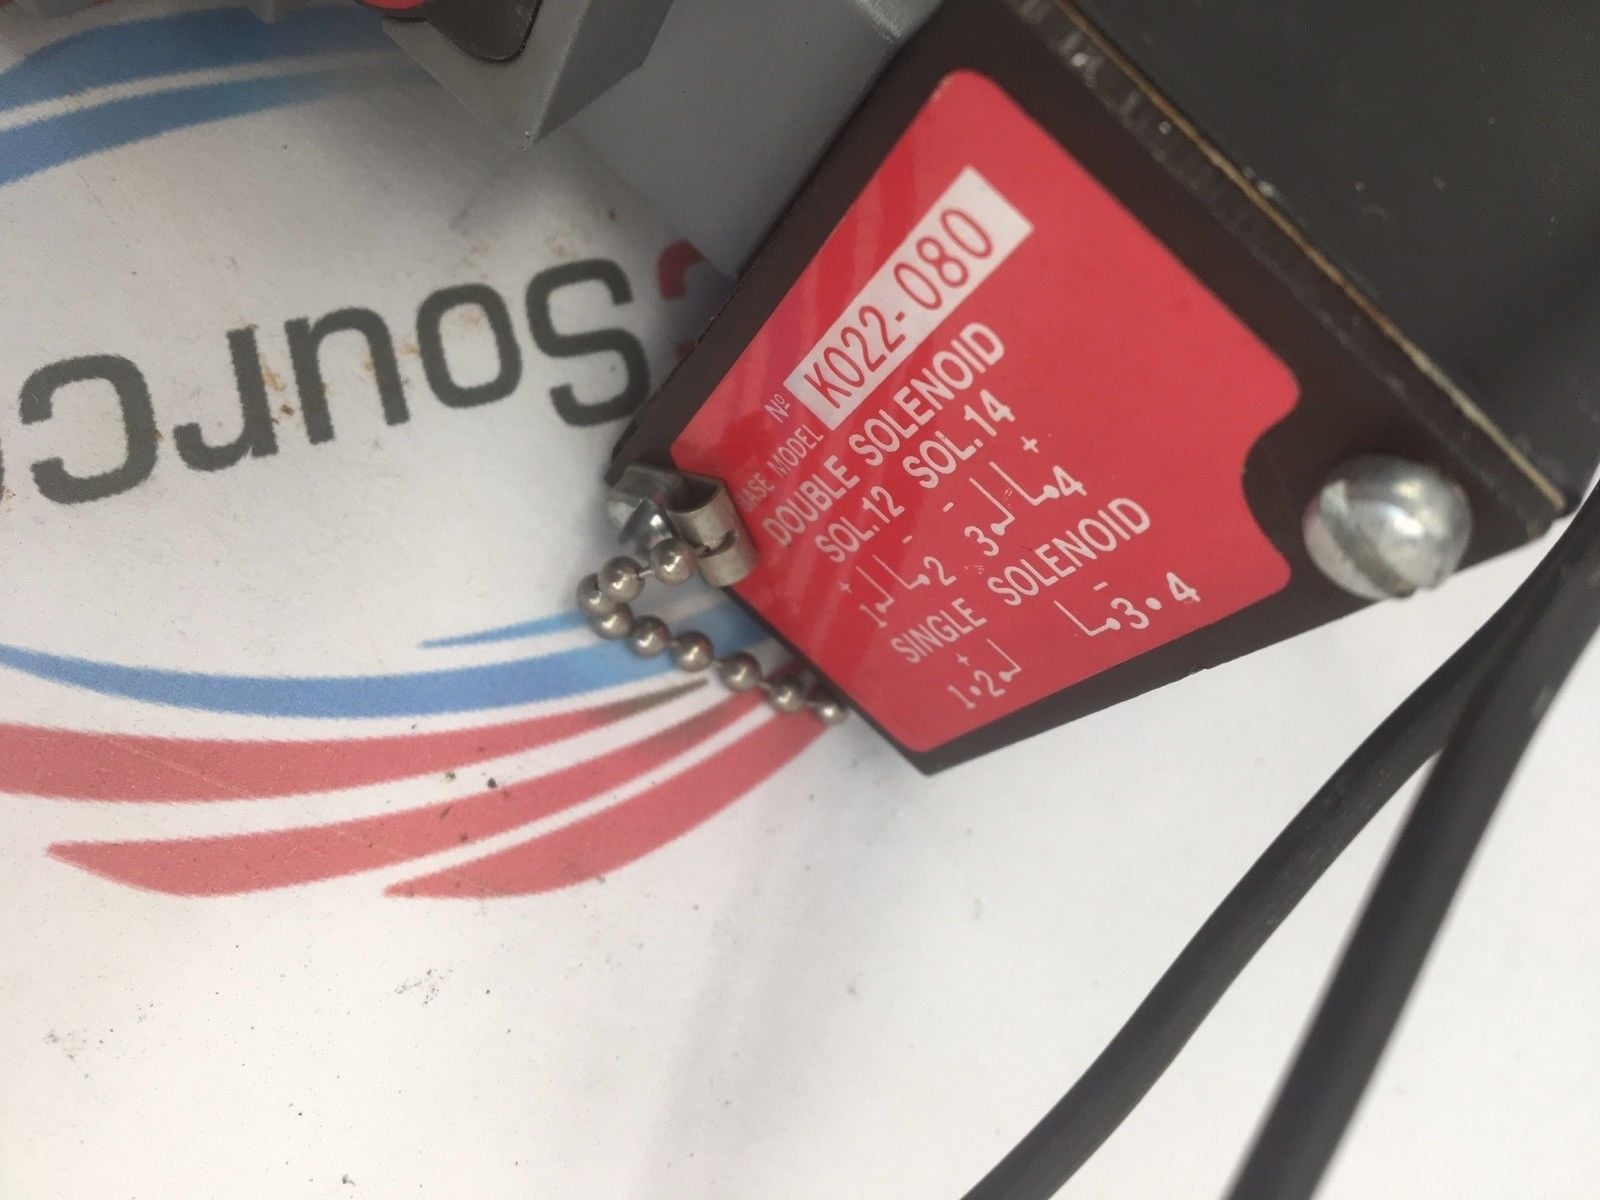 Source
Nº K022-080
BASE MODEL
DOUBLE SOLENOID
SOL.12 SOL.14
+ - - +
1 2 3 4
SINGLE SOLENOID
+ -
1•2 3•4